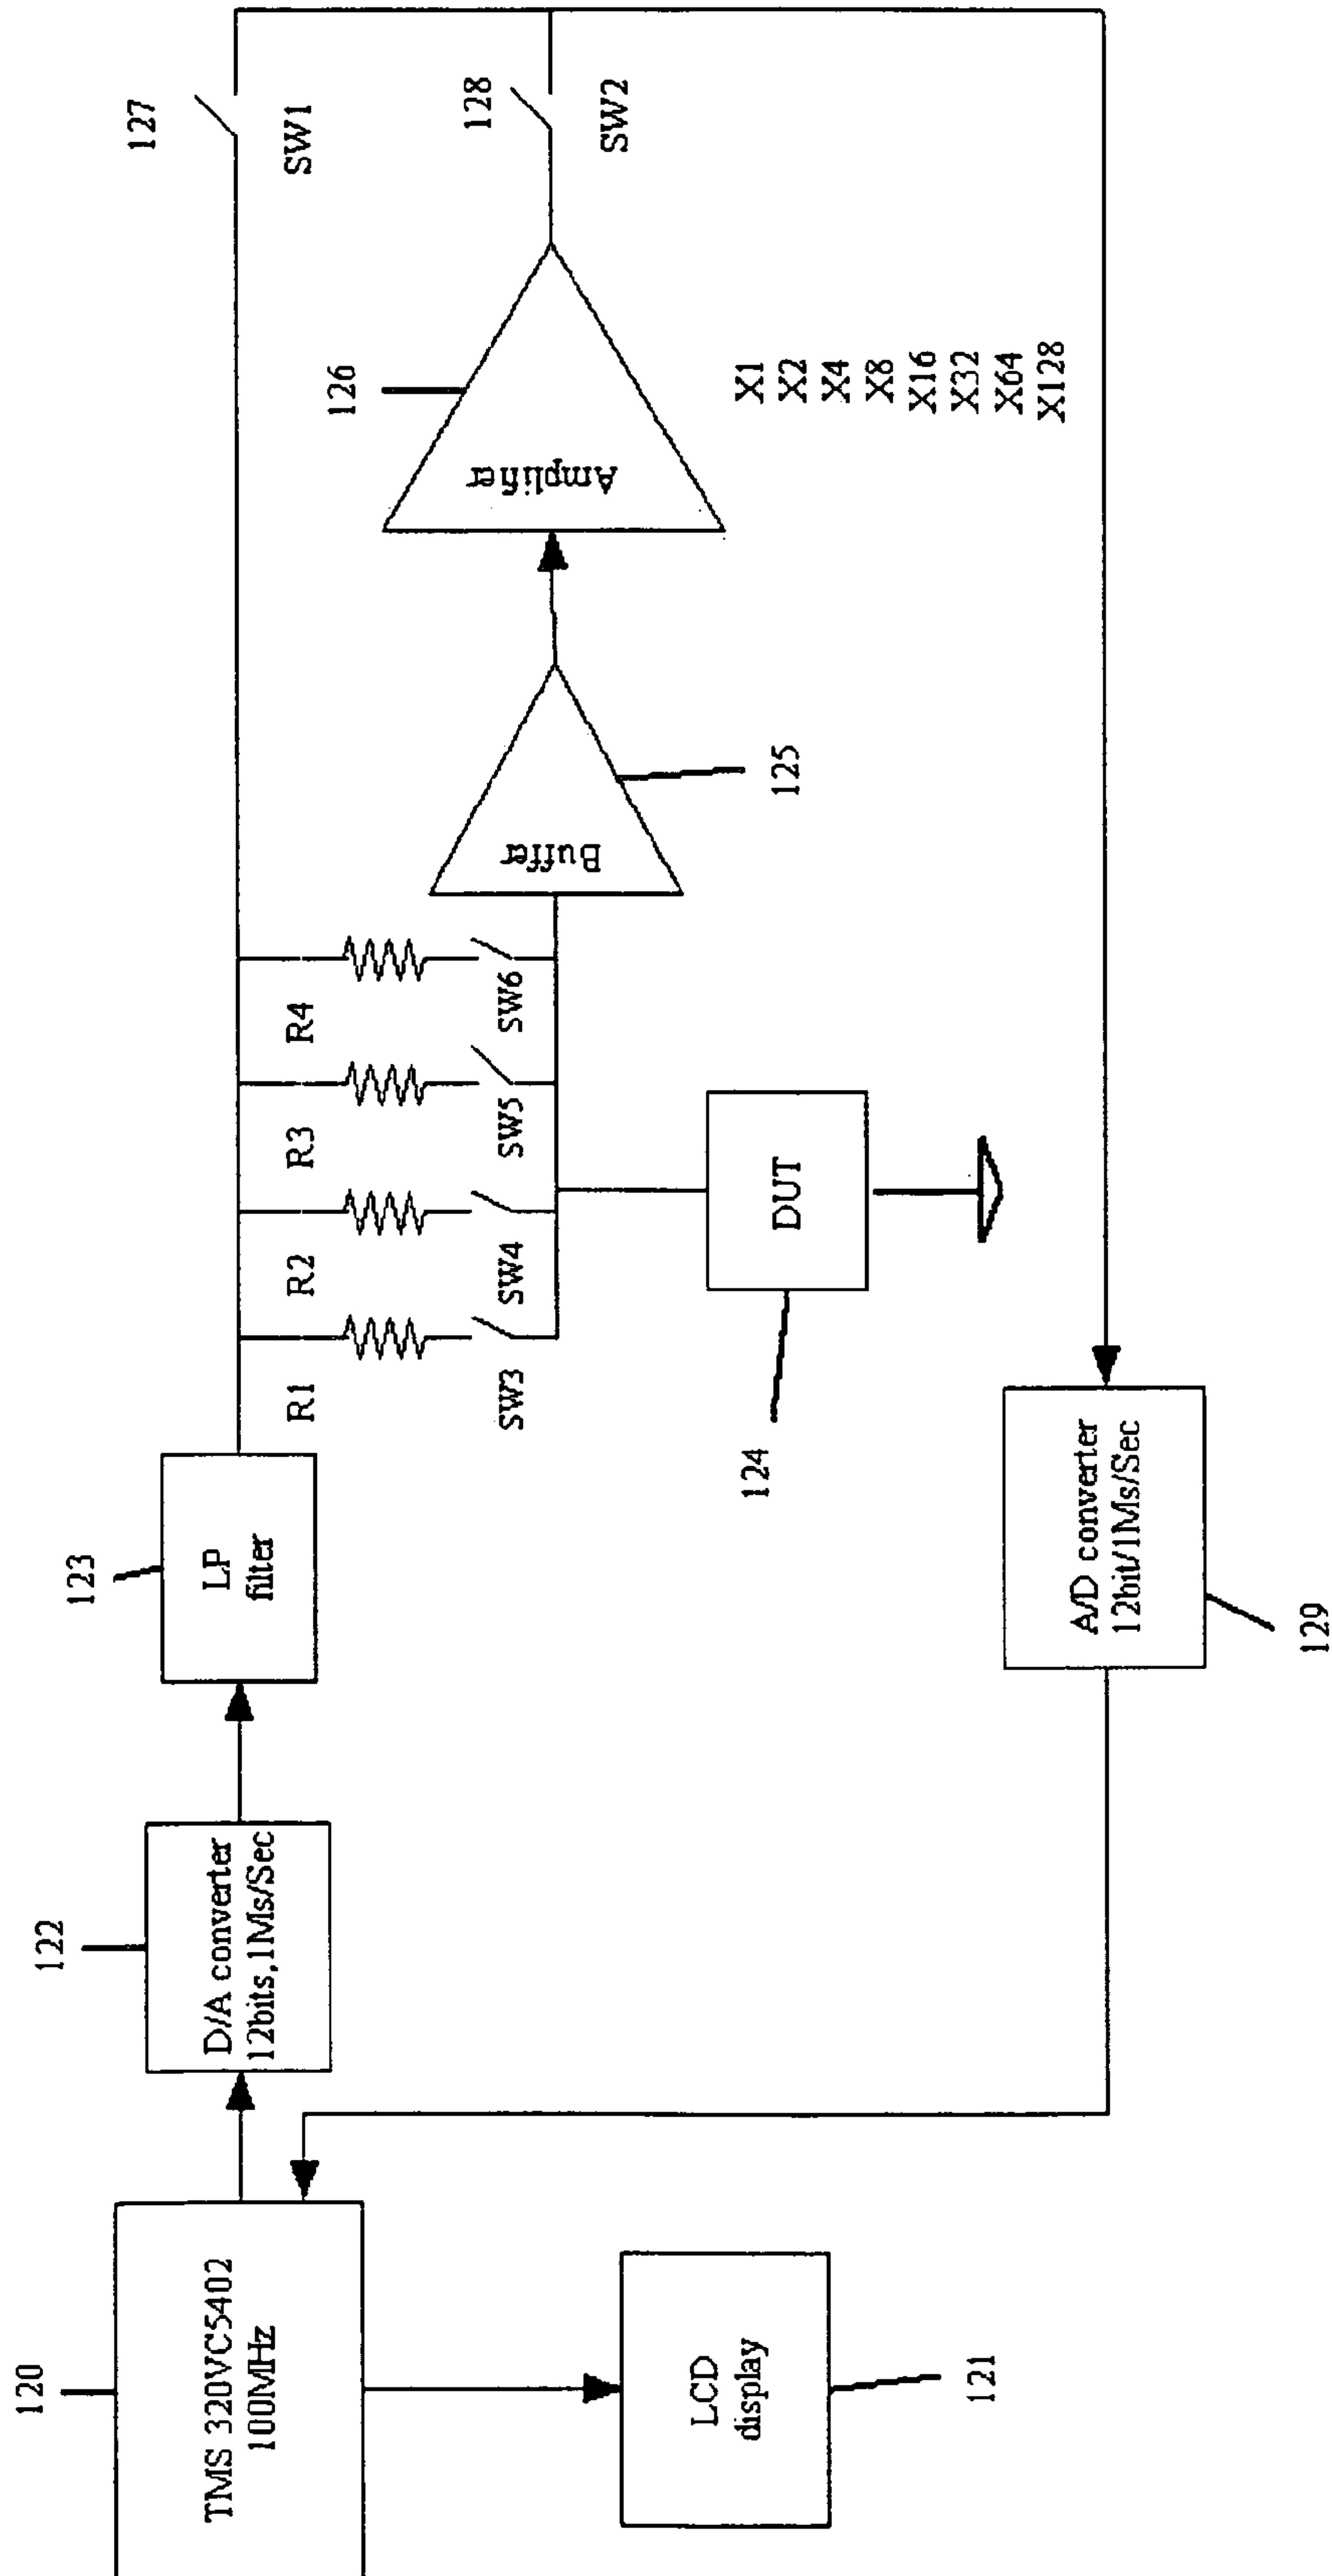 120
TMS 320VC5402
100MHz
LCD
display
121
122
D/A converter
12bits,1Ms/Sec
123
LP
filter
R1
R2
R3
R4
SW3
SW4
SW5
SW6
DUT
124
Buffer
125
Amplifier
126
X1
X2
X4
X8
X16
X32
X64
X128
127
SW1
128
SW2
A/D converter
12bit/1Ms/Sec
129